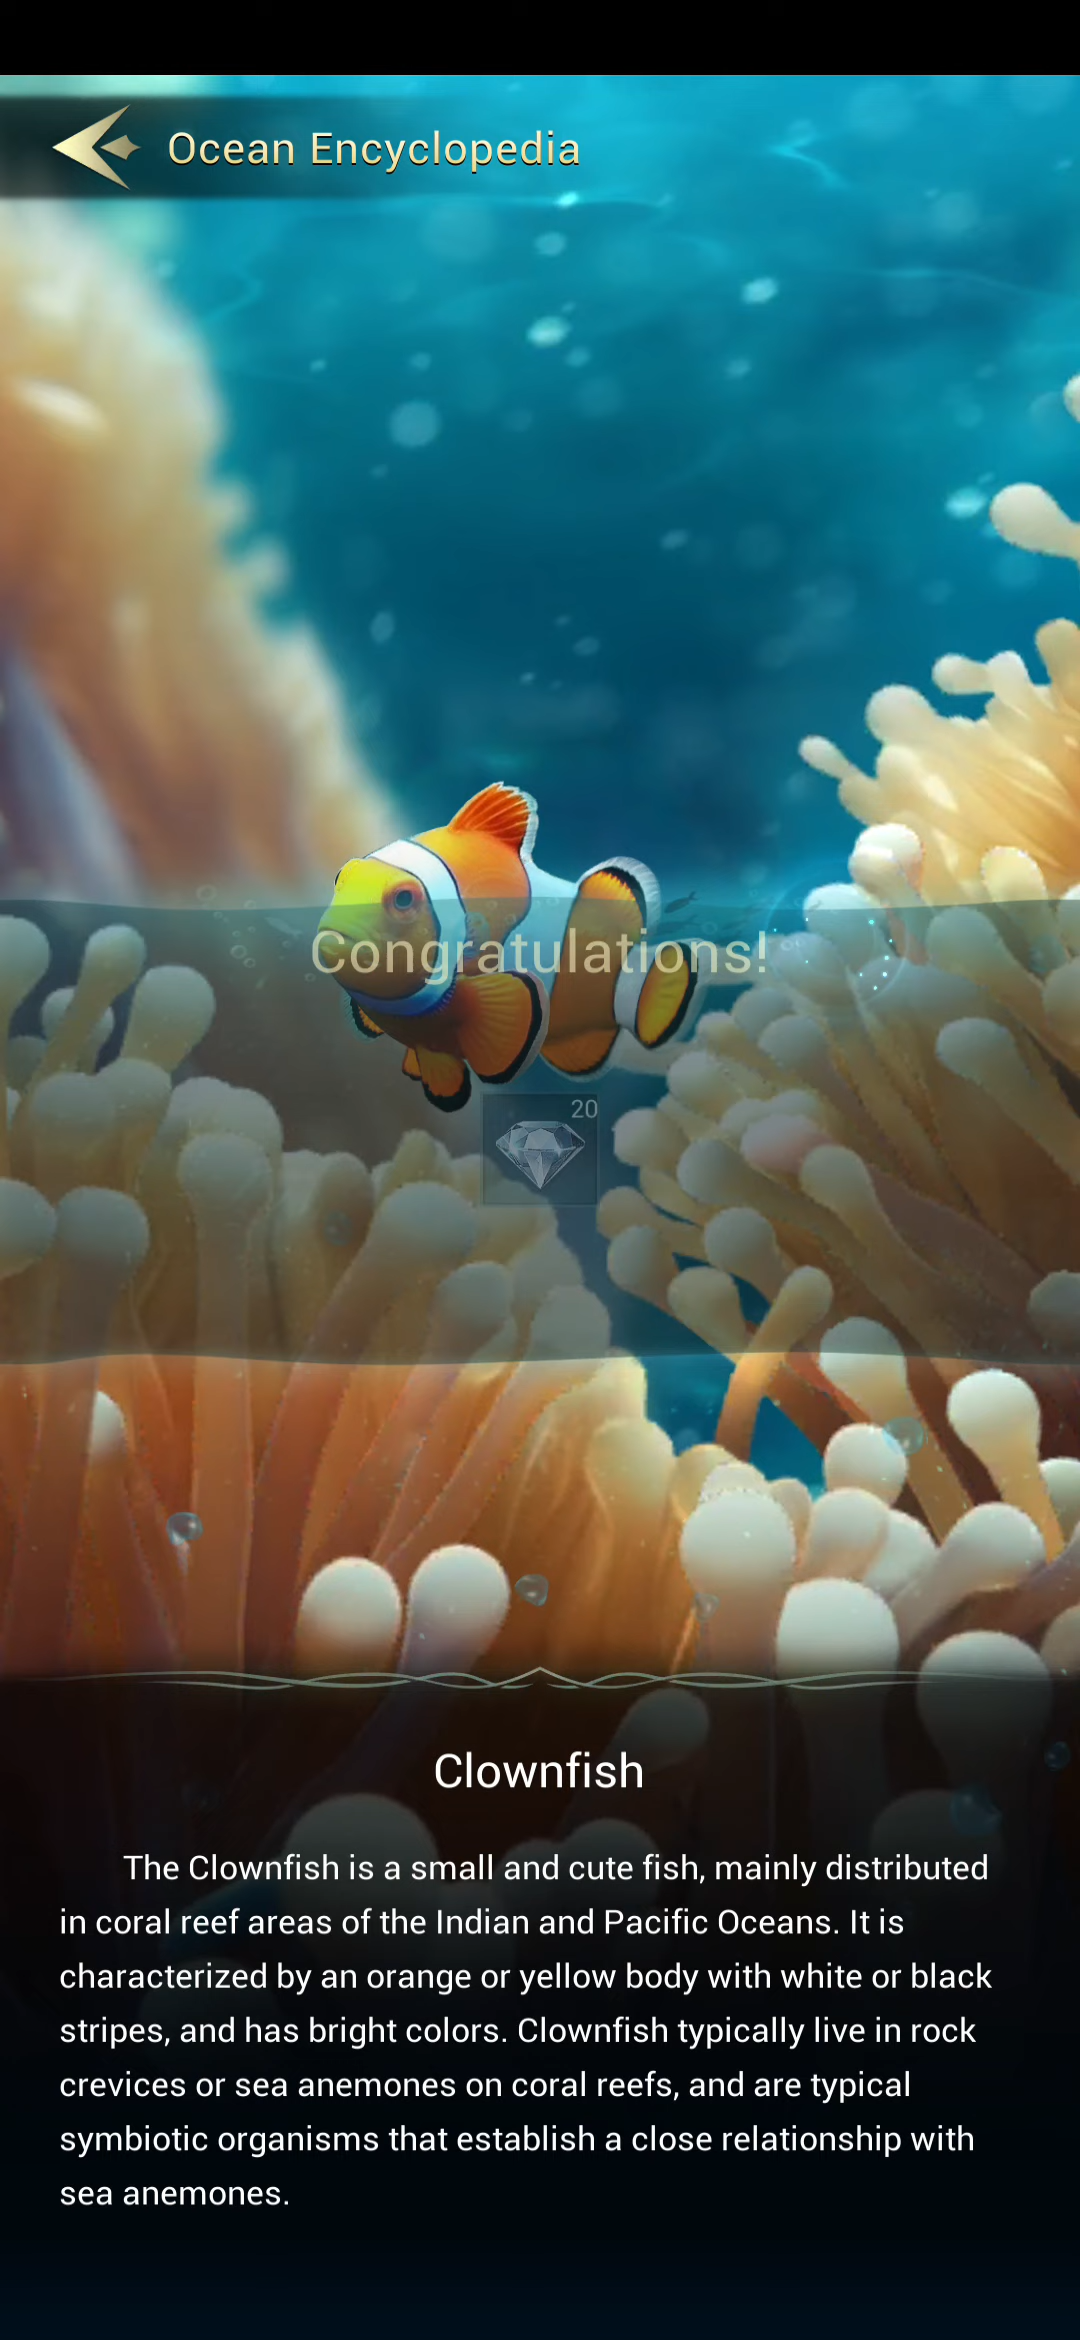 Ocean Encyclopedia
Congratulations!
20
Clownfish
The Clownfish is a small and cute fish, mainly distributed
in coral reef areas of the Indian and Pacific Oceans. It is
characterized by an orange or yellow body with white or black
stripes, and has bright colors. Clownfish typically live in rock
crevices or sea anemones on coral reefs, and are typical
symbiotic organisms that establish a close relationship with
sea anemones.